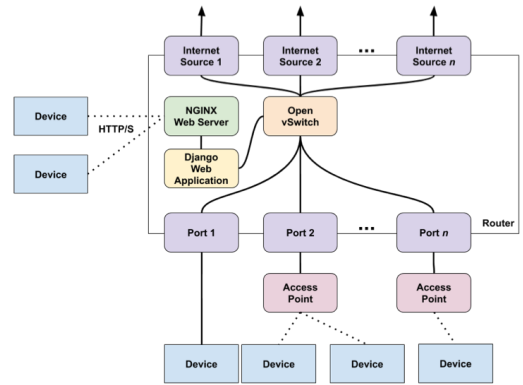 Internet
Source 1
Internet
Source 2
...
Internet
Source n
Device
HTTP/S
NGINX
Web Server
Open
vSwitch
Device
Django
Web
Application
Router
Port 1
Port 2
...
Port n
Access
Point
Access
Point
Device
Device
Device
Device